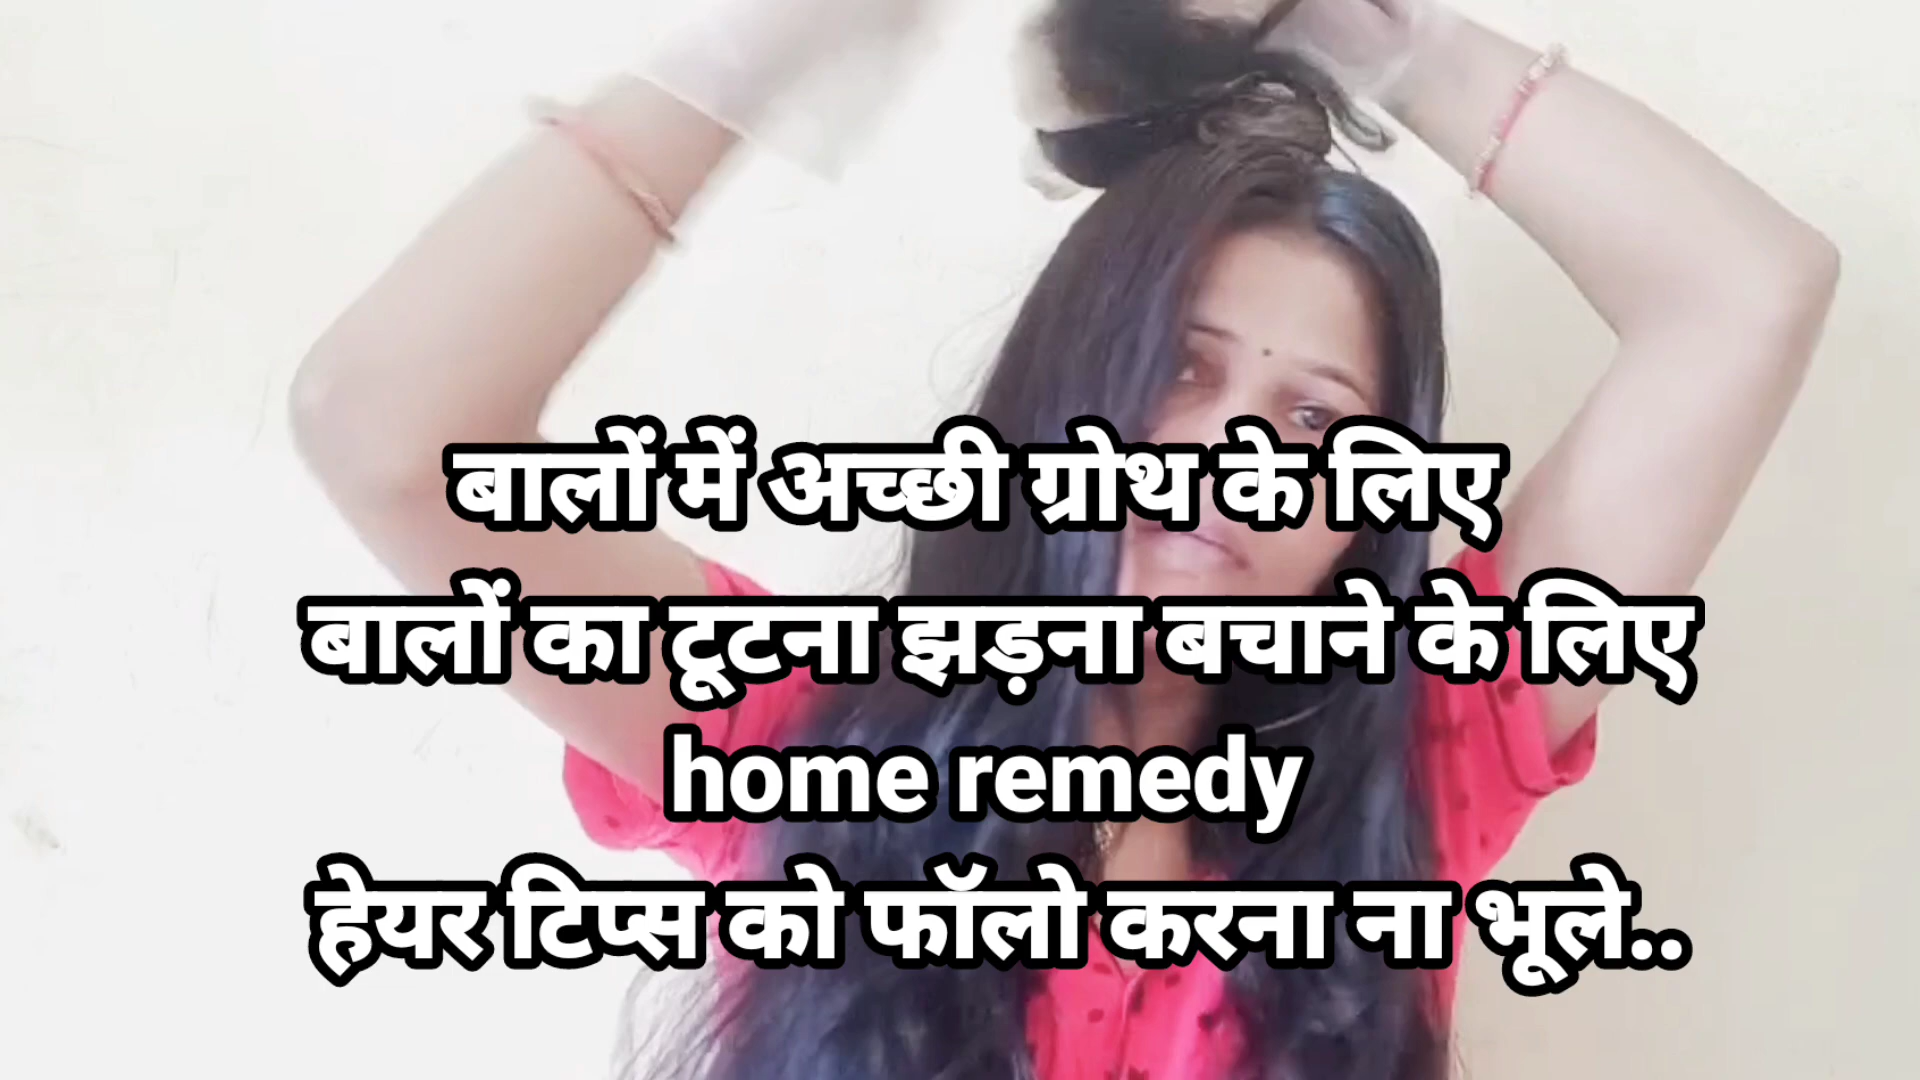 बालों में अच्छी ग्रोथ के लिए
बालों का टूटना झड़ना बचाने के लिए
home remedy
हेयर टिप्स को फॉलो करना ना भूले..